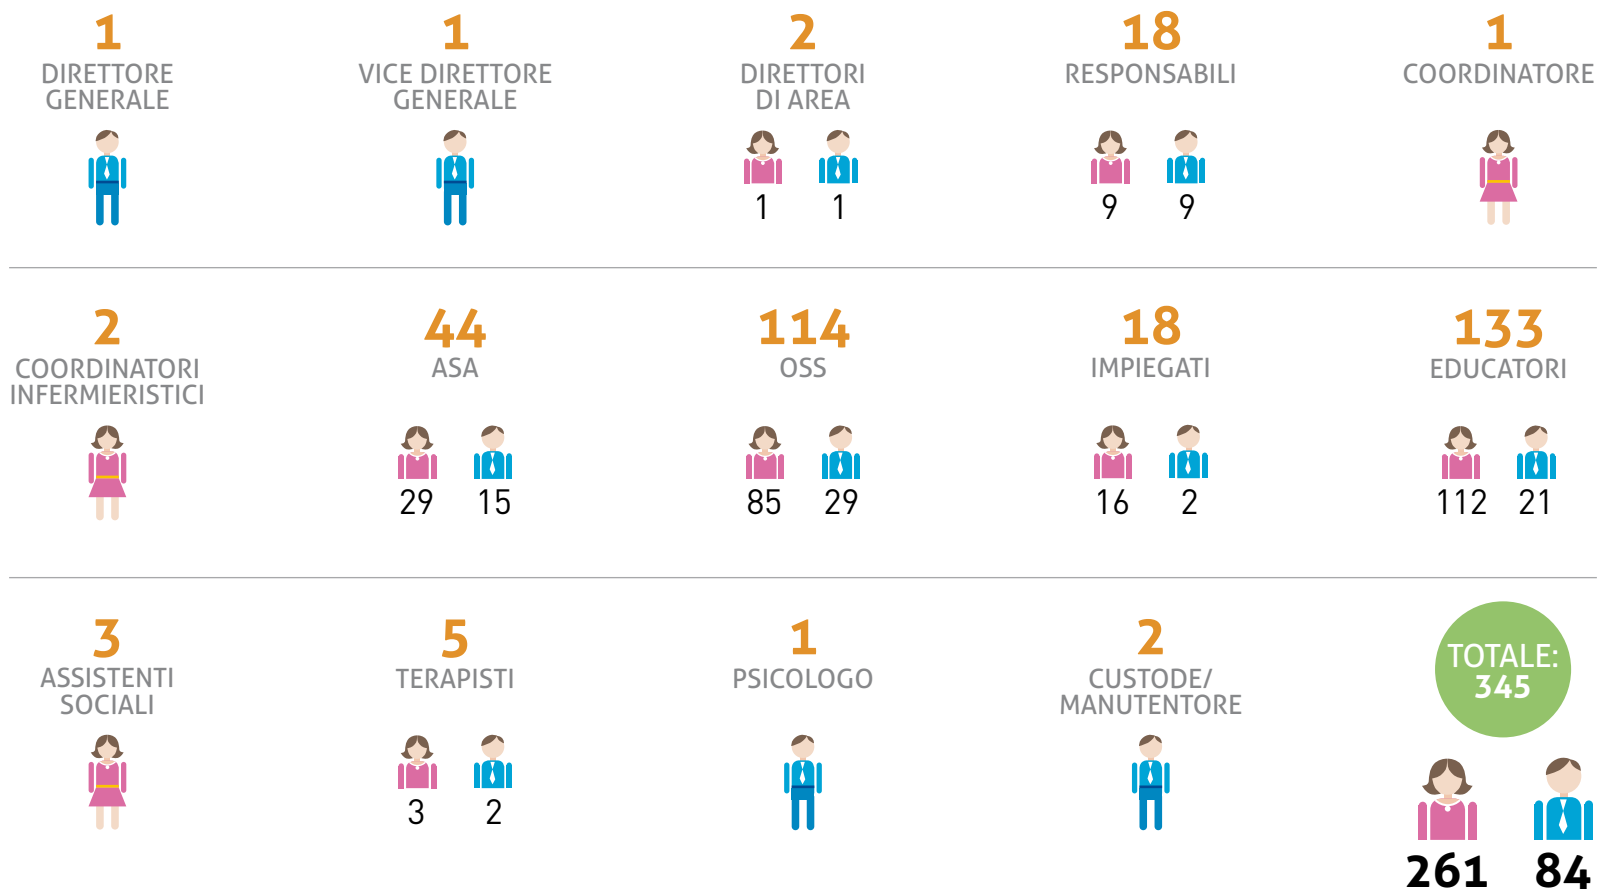 1
DIRETTORE
GENERALE
1
VICE DIRETTORE
GENERALE
2
DIRETTORI
DI AREA
1 1
18
RESPONSABILI
9 9
1
COORDINATORE
2
COORDINATORI
INFERMIERISTICI
44
ASA
29 15
114
OSS
85 29
18
IMPIEGATI
16 2
133
EDUCATORI
112 21
3
ASSISTENTI
SOCIALI
5
TERAPISTI
3 2
1
PSICOLOGO
2
CUSTODE/
MANUTENTORE
TOTALE:
345
261 84